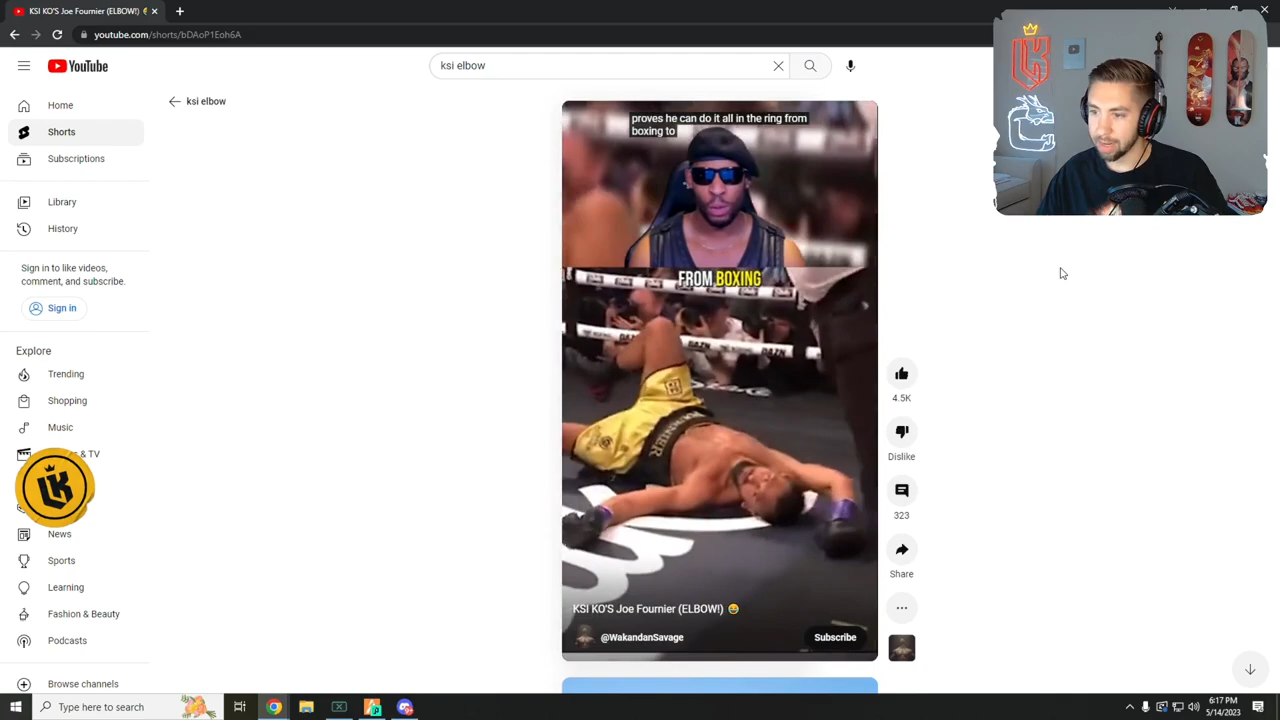 KSI KO'S Joe Fournier (ELBOW!)
youtube.com/shorts/bDAoP1Eoh6A
YouTube
ksi elbow
Home
Shorts
Subscriptions
Library
History
Sign in to like videos,
comment, and subscribe.
Sign in
Explore
Trending
Shopping
Music
& TV
News
Sports
Learning
Fashion & Beauty
Podcasts
Browse channels
ksi elbow
proves he can do it all in the ring from
boxing to
FROM BOXING
DAZN
KSI KO'S Joe Fournier (ELBOW!) 😂
@WakandanSavage
Subscribe
4.5K
Dislike
323
Share
LK
Type here to search
6:17 PM
5/14/2023